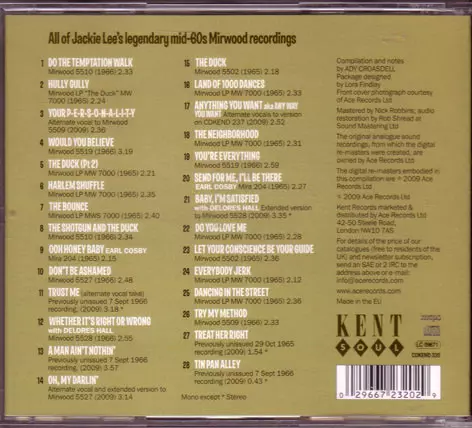 All of Jackie Lee's legendary mid-60s Mirwood recordings
1 DO THE TEMPTATION WALK
Mirwood 5510 (1966) 2.33
2 HULLY GULLY
Mirwood LP "The Duck" MW
7000 (1965) 2.24
3 YOUR P-E-R-S-O-N-A-L-I-T-Y
Alternate vocal to Mirwood
5509 (1966) 2.36
4 WOULD YOU BELIEVE
Mirwood 5519 (1966) 3.19
5 THE DUCK (Pt 2)
Mirwood LP MW 7000 (1965) 2.21
6 HARLEM SHUFFLE
Mirwood LP MW 7000 (1965) 2.35
7 THE BOUNCE
Mirwood LP MWS 7000 (1965) 2.40
8 THE SHOTGUN AND THE DUCK
Mirwood 5510 (1966) 2.34
9 OOH HONEY BABY EARL COSBY
Mira 204 (1965) 2.15
10 DON'T BE ASHAMED
Mirwood 5527 (1966) 2.48
11 TRUST ME (alternate vocal take)
Previously unissued 7 Sept 1966
recording, (2009) 3.18 *
12 WHETHER IT'S RIGHT OR WRONG
with DELORES HALL
Mirwood 5528 (1966) 2.55
13 A MAN AIN'T NOTHIN'
Previously unissued 7 Sept 1966
recording, (2009) 3.57
14 OH, MY DARLIN'
Alternate vocal and extended version to
Mirwood 5527 (2009) 3.14
15 THE DUCK
Mirwood 5502 (1965) 2.18
16 LAND OF 1000 DANCES
Mirwood LP MW 7000 (1965) 2.33
17 ANYTHING YOU WANT aka ANY WAY
YOU WANT Alternate vocals to version
on CDKEND 237 (2009) 2.52
18 THE NEIGHBORHOOD
Mirwood LP MW 7000 (1965) 2.31
19 YOU'RE EVERYTHING
Mirwood 5519 (1966) 2.58
20 SEND FOR ME, I'LL BE THERE
EARL COSBY Mira 204 (1965) 2.27
21 BABY, I'M SATISFIED
with DELORES HALL Extended version
to Mirwood 5528 (2009) 3.35 *
22 DO YOU LOVE ME
Mirwood LP MW 7000 (1965) 2.28
23 LET YOUR CONSCIENCE BE YOUR GUIDE
Mirwood 5502 (1965) 2.36
24 EVERYBODY JERK
Mirwood LP MW 7000 (1965) 2.12
25 DANCING IN THE STREET
Mirwood LP MW 7000 (1965) 2.36
26 TRY MY METHOD
Mirwood 5509 (1966) 2.33
27 TREAT HER RIGHT
Previously unissued 29 Oct 1965
recording (2009) 1.54 *
28 TIN PAN ALLEY
Previously unissued 7 Sept 1966
recording (2009) 0.43 *
Mono except * Stereo
Compilation and notes
by ADY CROASDELL
Package designed
by Lora Findlay
Front cover photograph courtesy
of Ace Records Ltd
Mastered by Nick Robbins; audio
restoration by Rob Shread at
Sound Mastering Ltd
The original analogue sound
recordings, from which the digital
re-masters were created, are
owned by Ace Records Ltd
The digital re-masters embodied in
this compilation are ℗ 2009 Ace
Records Ltd
© 2009 Ace Records Ltd
Kent Records marketed &
distributed by Ace Records Ltd
42-50 Steele Road,
London NW10 7AS
For details of the price of our
catalogues (free to residents of the
UK) and newsletter subscription,
send an SAE or 2 IRC to the
address above or e-mail:
info@acerecords.com
www.acerecords.com
Made in the EU
KENT
SOUL
0 29667 23202 9